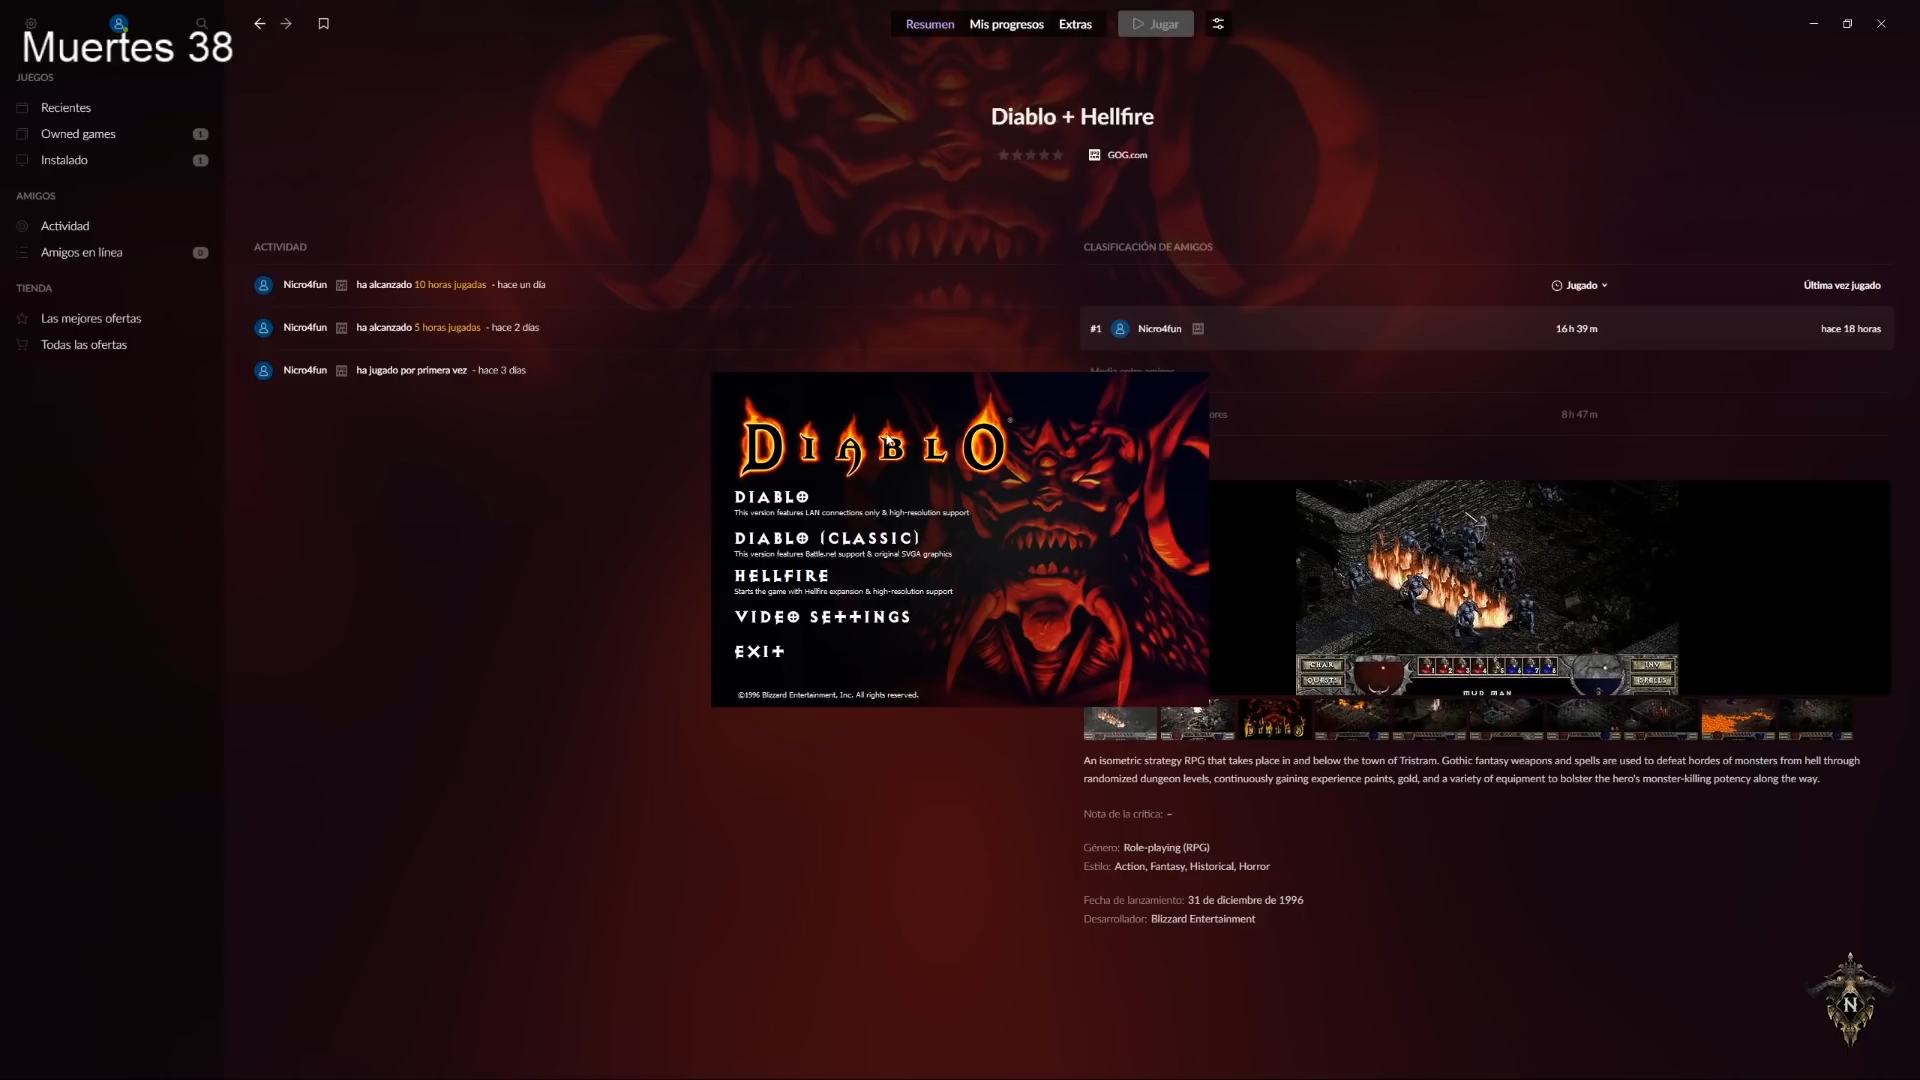 Muertes 38
Resumen Mis progresos Extras Jugar
JUEGOS
Recientes
Owned games 1
Instalado 1
AMIGOS
Actividad
Amigos en línea 0
TIENDA
Las mejores ofertas
Todas las ofertas
Diablo + Hellfire
GOG.com
ACTIVIDAD
Nicro4fun ha alcanzado 10 horas jugadas - hace un día
Nicro4fun ha alcanzado 5 horas jugadas - hace 2 días
Nicro4fun ha jugado por primera vez - hace 3 días
CLASIFICACIÓN DE AMIGOS
Jugado Última vez jugado
#1 Nicro4fun 16 h 39 m hace 18 horas
Media entre amigos
ores 8 h 47 m
DIABLO
DIABLO
This version features LAN connections only & high-resolution support
DIABLO (CLASSIC)
This version features Battle.net support & original SVGA graphics
HELLFIRE
Starts the game with Hellfire expansion & high-resolution support
VIDEO SETTINGS
EXIT
©1996 Blizzard Entertainment, Inc. All rights reserved.
CHAR INV
QUESTS SPELLS
MUD MAN
An isometric strategy RPG that takes place in and below the town of Tristram. Gothic fantasy weapons and spells are used to defeat hordes of monsters from hell through
randomized dungeon levels, continuously gaining experience points, gold, and a variety of equipment to bolster the hero's monster-killing potency along the way.
Nota de la crítica: –
Género: Role-playing (RPG)
Estilo: Action, Fantasy, Historical, Horror
Fecha de lanzamiento: 31 de diciembre de 1996
Desarrollador: Blizzard Entertainment
N